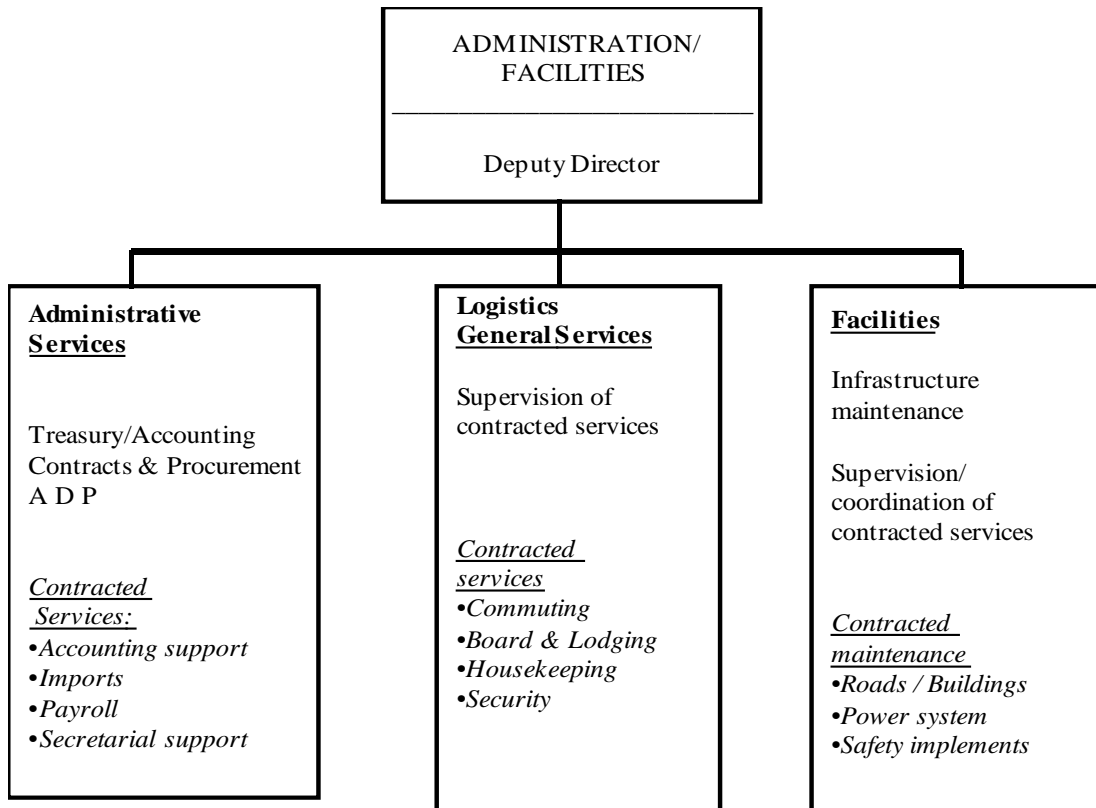 ADMINISTRATION/
FACILITIES
Deputy Director
Administrative
Services
Treasury/Accounting
Contracts & Procurement
A D P
Contracted
Services:
•Accounting support
•Imports
•Payroll
•Secretarial support
Logistics
General Services
Supervision of
contracted services
Contracted
services
•Commuting
•Board & Lodging
•Housekeeping
•Security
Facilities
Infrastructure
maintenance
Supervision/
coordination of
contracted services
Contracted
maintenance
•Roads / Buildings
•Power system
•Safety implements